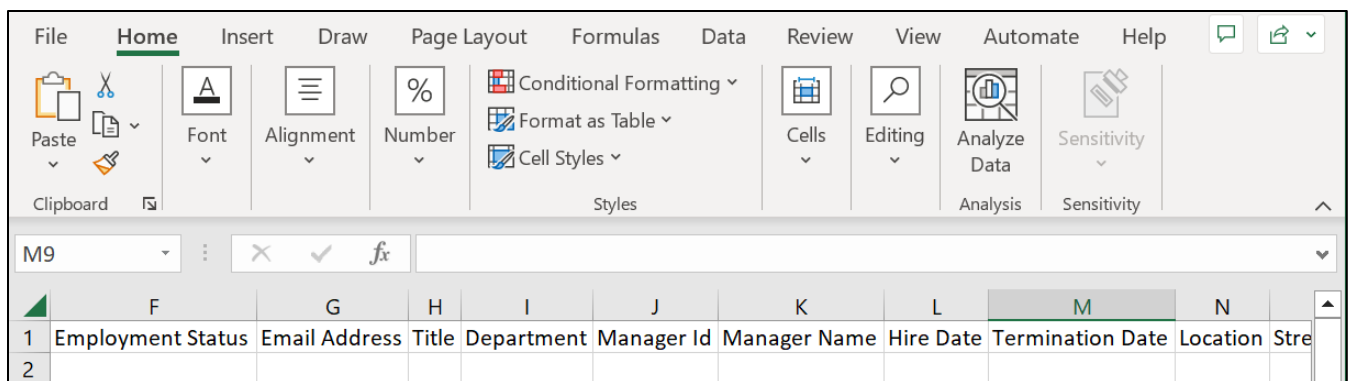 File Home Insert Draw Page Layout Formulas Data Review View Automate Help
Paste
Font
Alignment
%
Number
Conditional Formatting
Format as Table
Cell Styles
Cells
Editing
Analyze
Data
Sensitivity
Clipboard Styles Analysis Sensitivity
M9 fx
F G H I J K L M N
1 Employment Status Email Address Title Department Manager Id Manager Name Hire Date Termination Date Location Stre
2